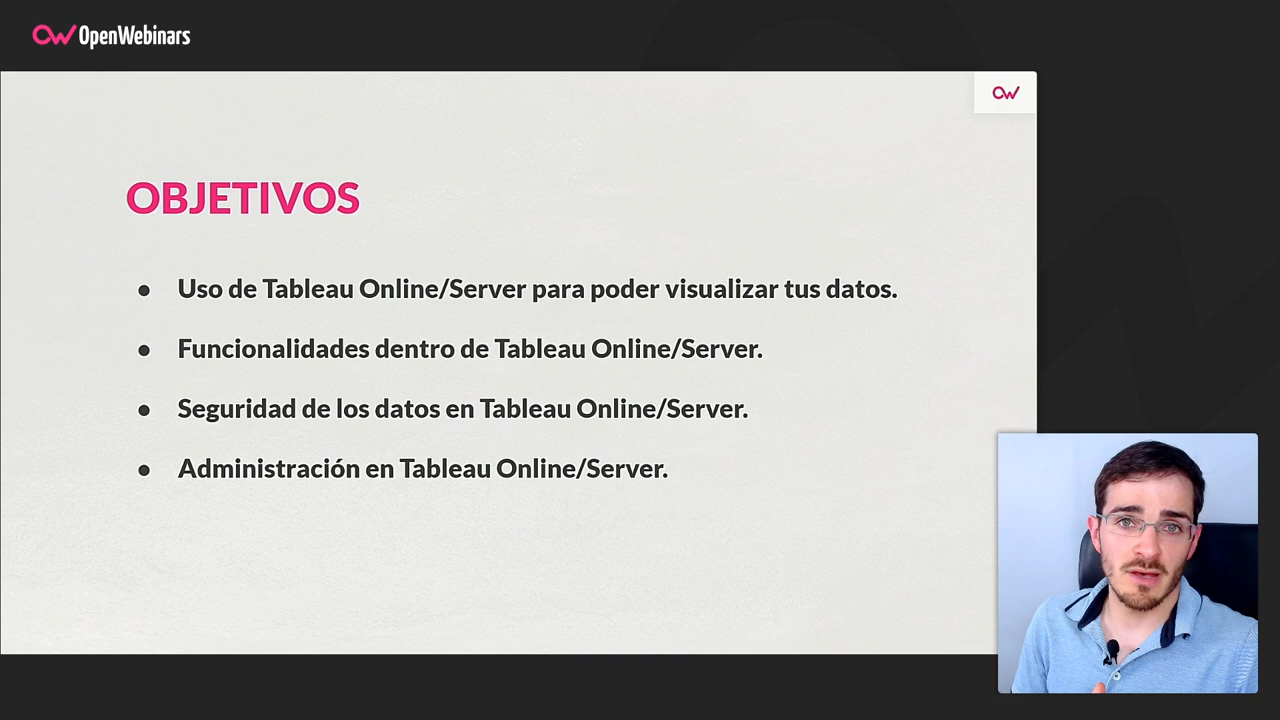 OpenWebinars
OBJETIVOS
● Uso de Tableau Online/Server para poder visualizar tus datos.
● Funcionalidades dentro de Tableau Online/Server.
● Seguridad de los datos en Tableau Online/Server.
● Administración en Tableau Online/Server.